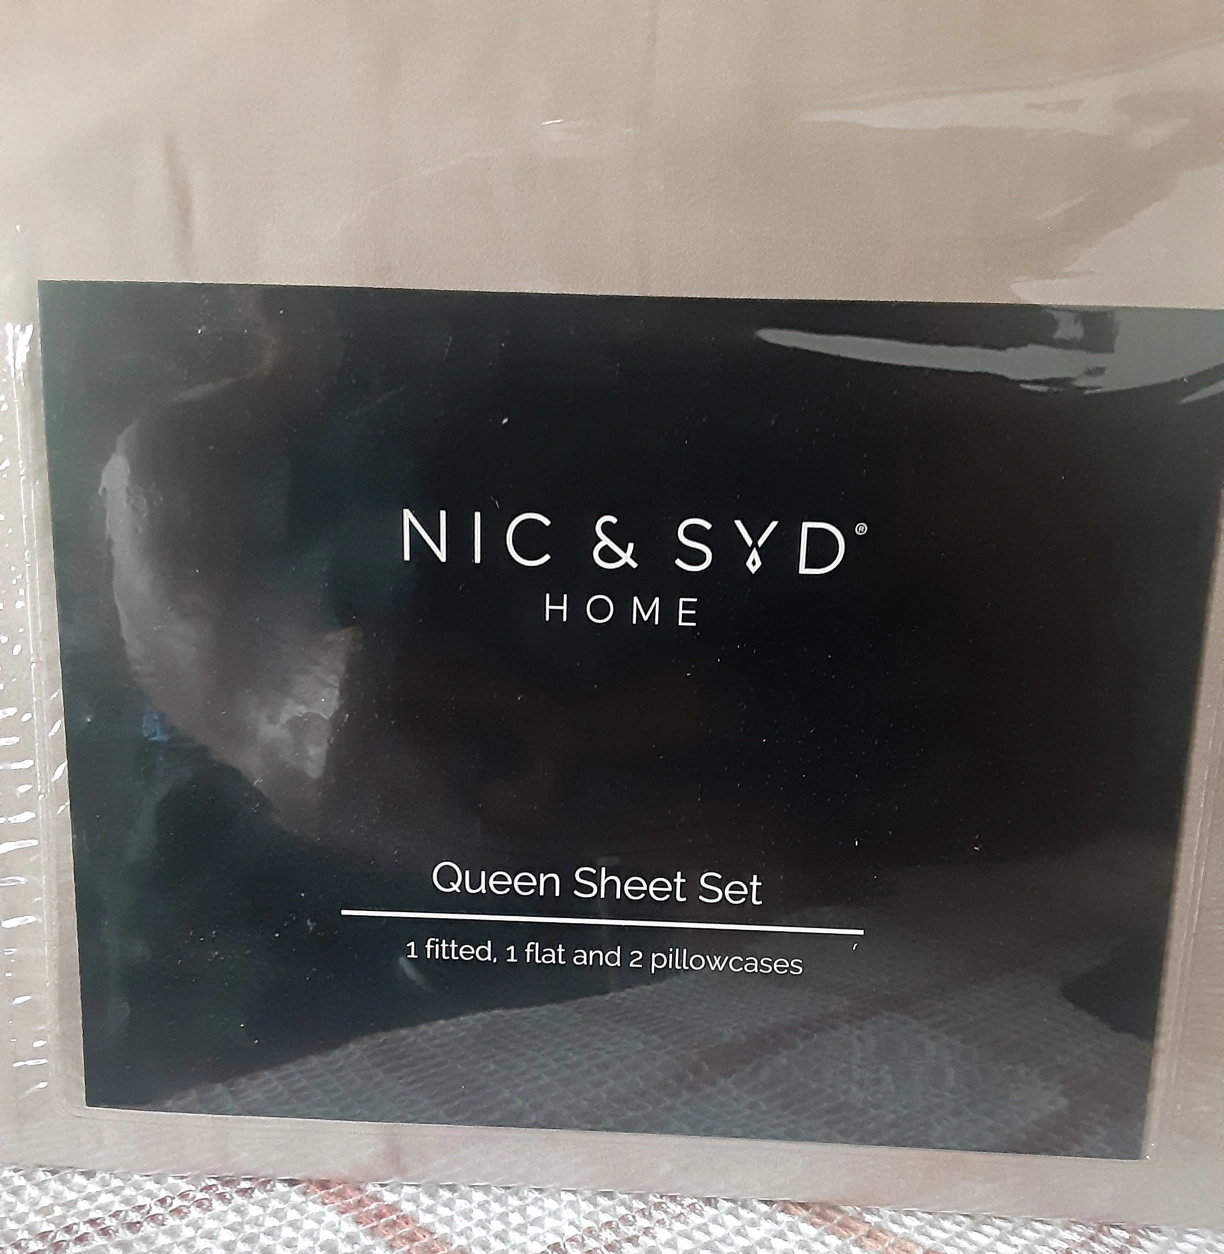 NIC & SYD®
HOME
Queen Sheet Set
1 fitted, 1 flat and 2 pillowcases